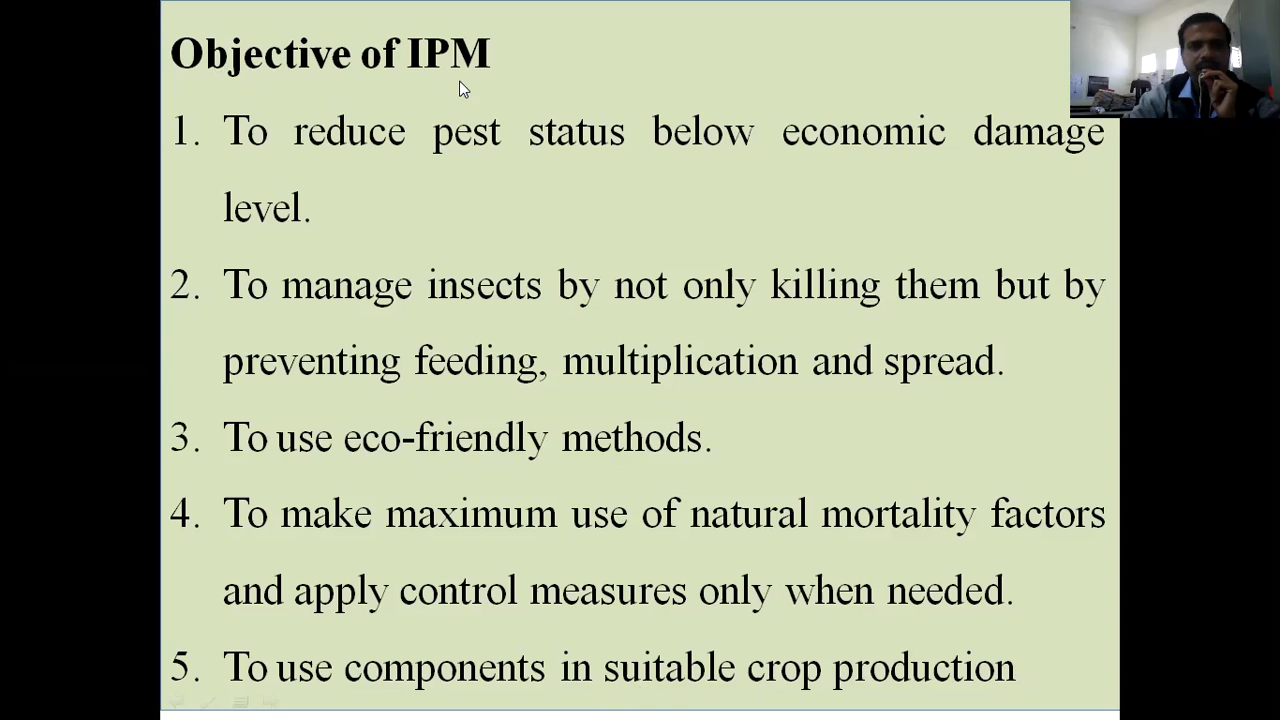 Objective of IPM
1. To reduce pest status below economic damage
level.
2. To manage insects by not only killing them but by
preventing feeding, multiplication and spread.
3. To use eco-friendly methods.
4. To make maximum use of natural mortality factors
and apply control measures only when needed.
5. To use components in suitable crop production